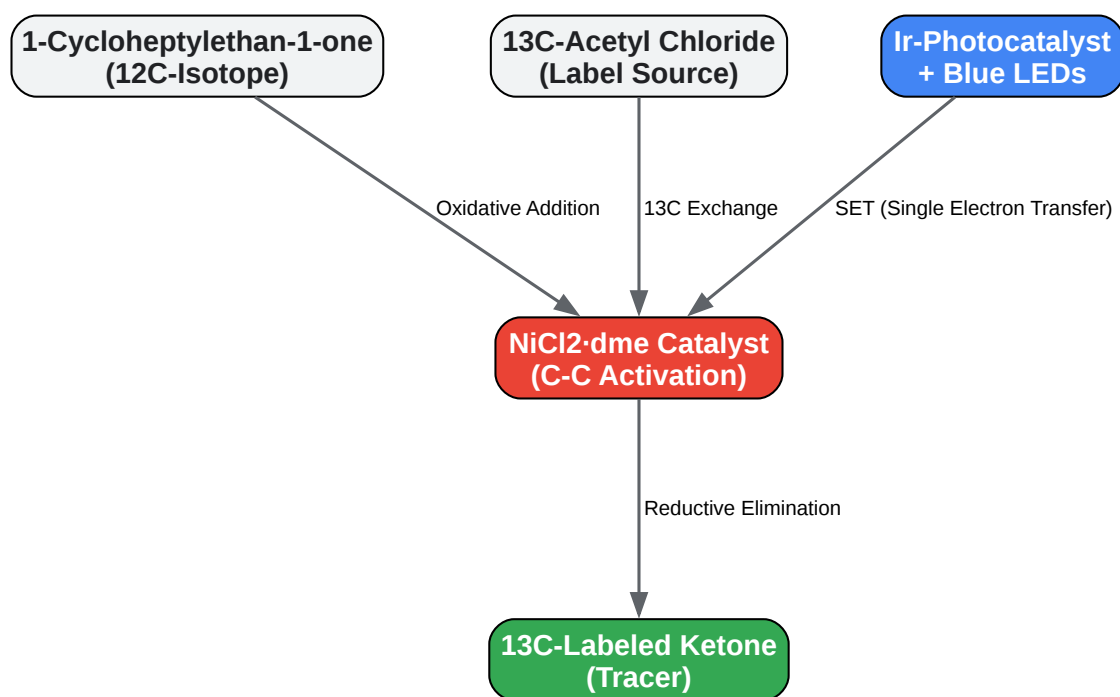 1-Cycloheptylethan-1-one
(12C-Isotope)
13C-Acetyl Chloride
(Label Source)
Ir-Photocatalyst
+ Blue LEDs
Oxidative Addition
13C Exchange
SET (Single Electron Transfer)
NiCl2·dme Catalyst
(C-C Activation)
Reductive Elimination
13C-Labeled Ketone
(Tracer)